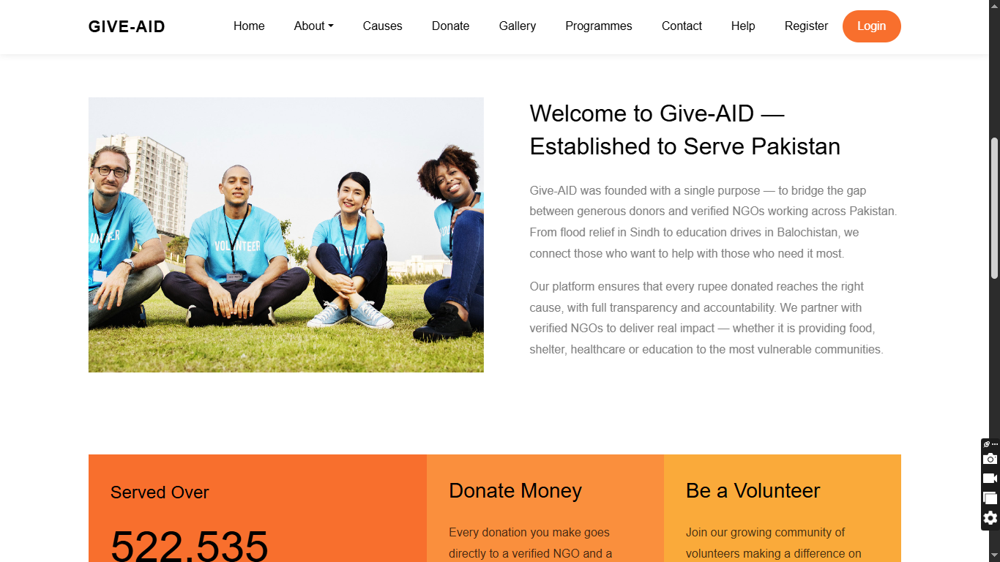 GIVE-AID
Home About Causes Donate Gallery Programmes Contact Help Register Login
VOLUNTEER
Welcome to Give-AID —
Established to Serve Pakistan
Give-AID was founded with a single purpose — to bridge the gap
between generous donors and verified NGOs working across Pakistan.
From flood relief in Sindh to education drives in Balochistan, we
connect those who want to help with those who need it most.
Our platform ensures that every rupee donated reaches the right
cause, with full transparency and accountability. We partner with
verified NGOs to deliver real impact — whether it is providing food,
shelter, healthcare or education to the most vulnerable communities.
Served Over
522,535
Donate Money
Every donation you make goes
directly to a verified NGO and a
Be a Volunteer
Join our growing community of
volunteers making a difference on